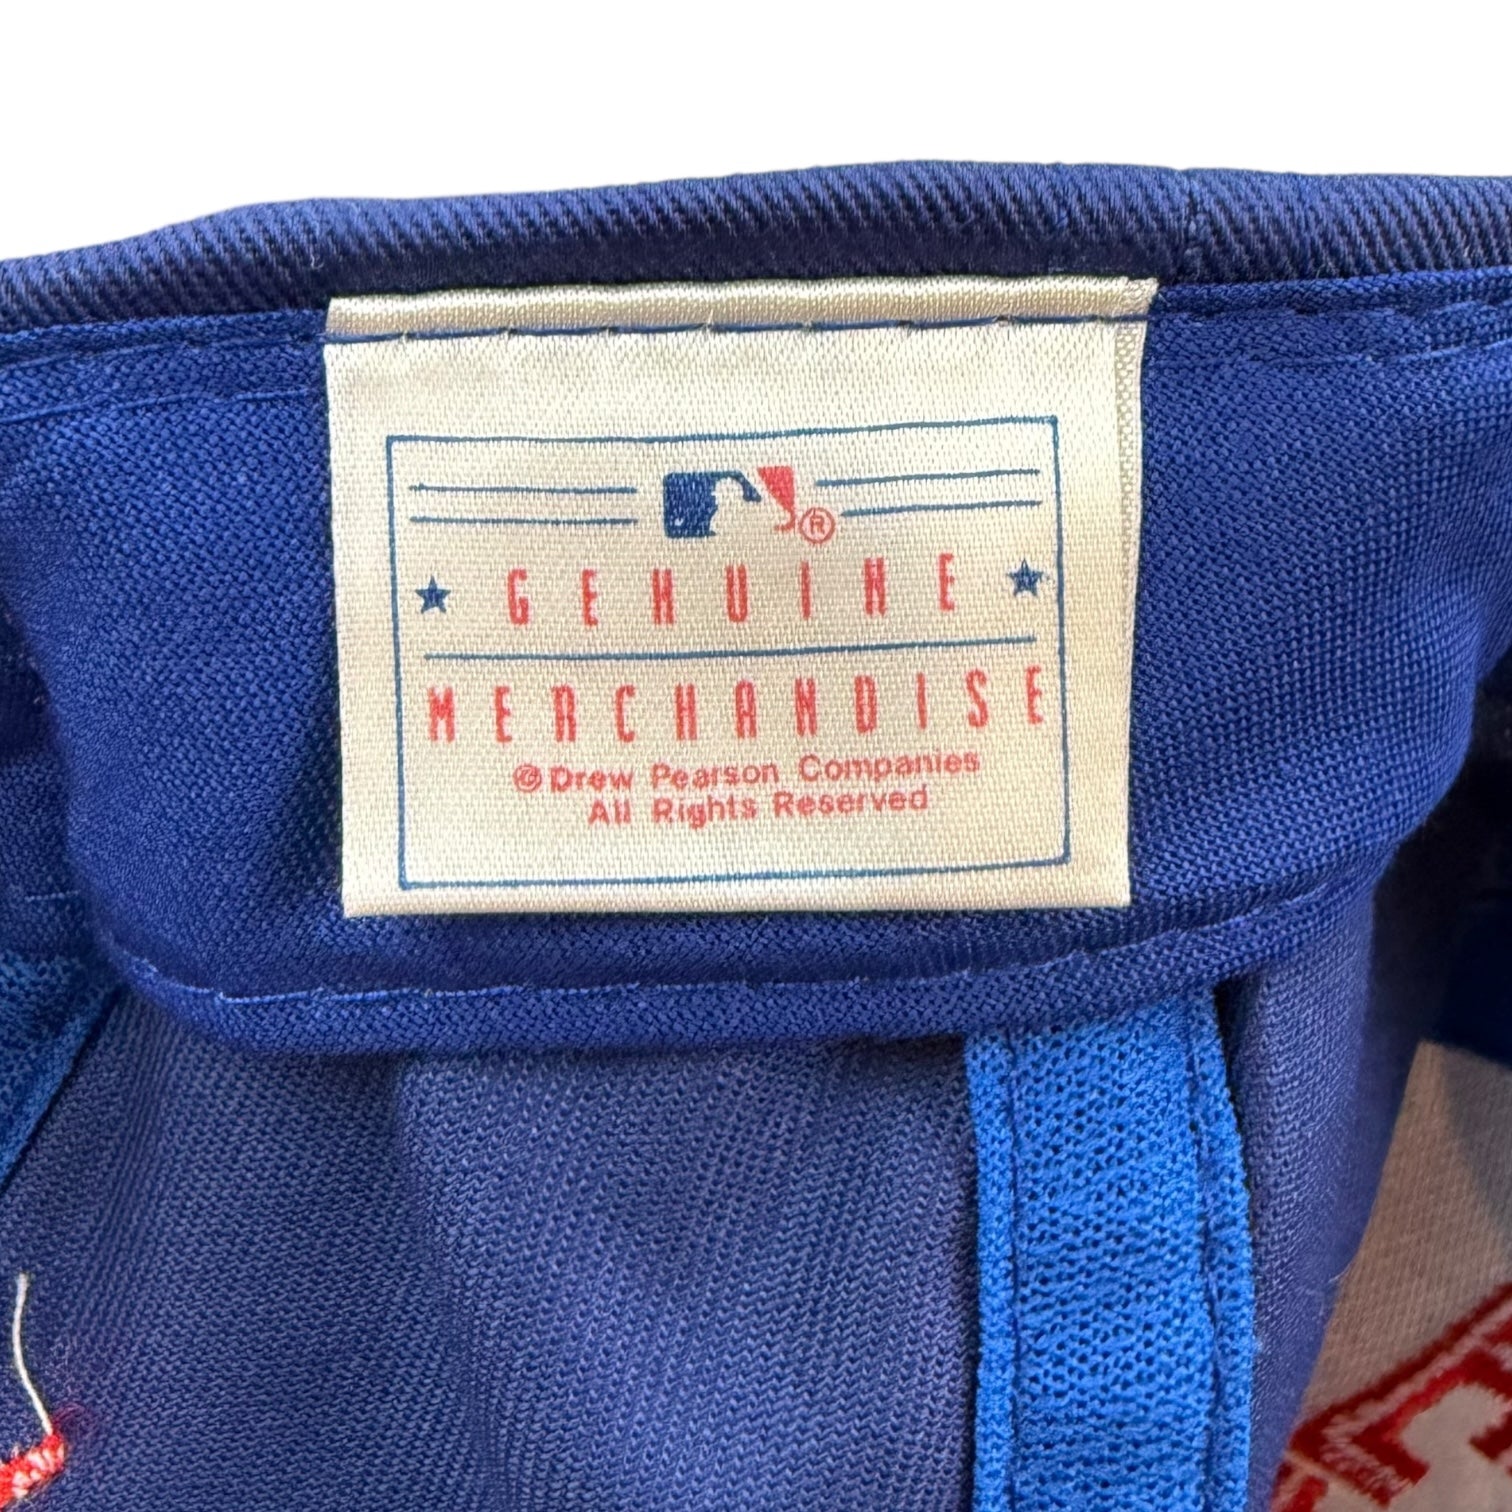 ®
★ GENUINE ★
MERCHANDISE
© Drew Pearson Companies
All Rights Reserved